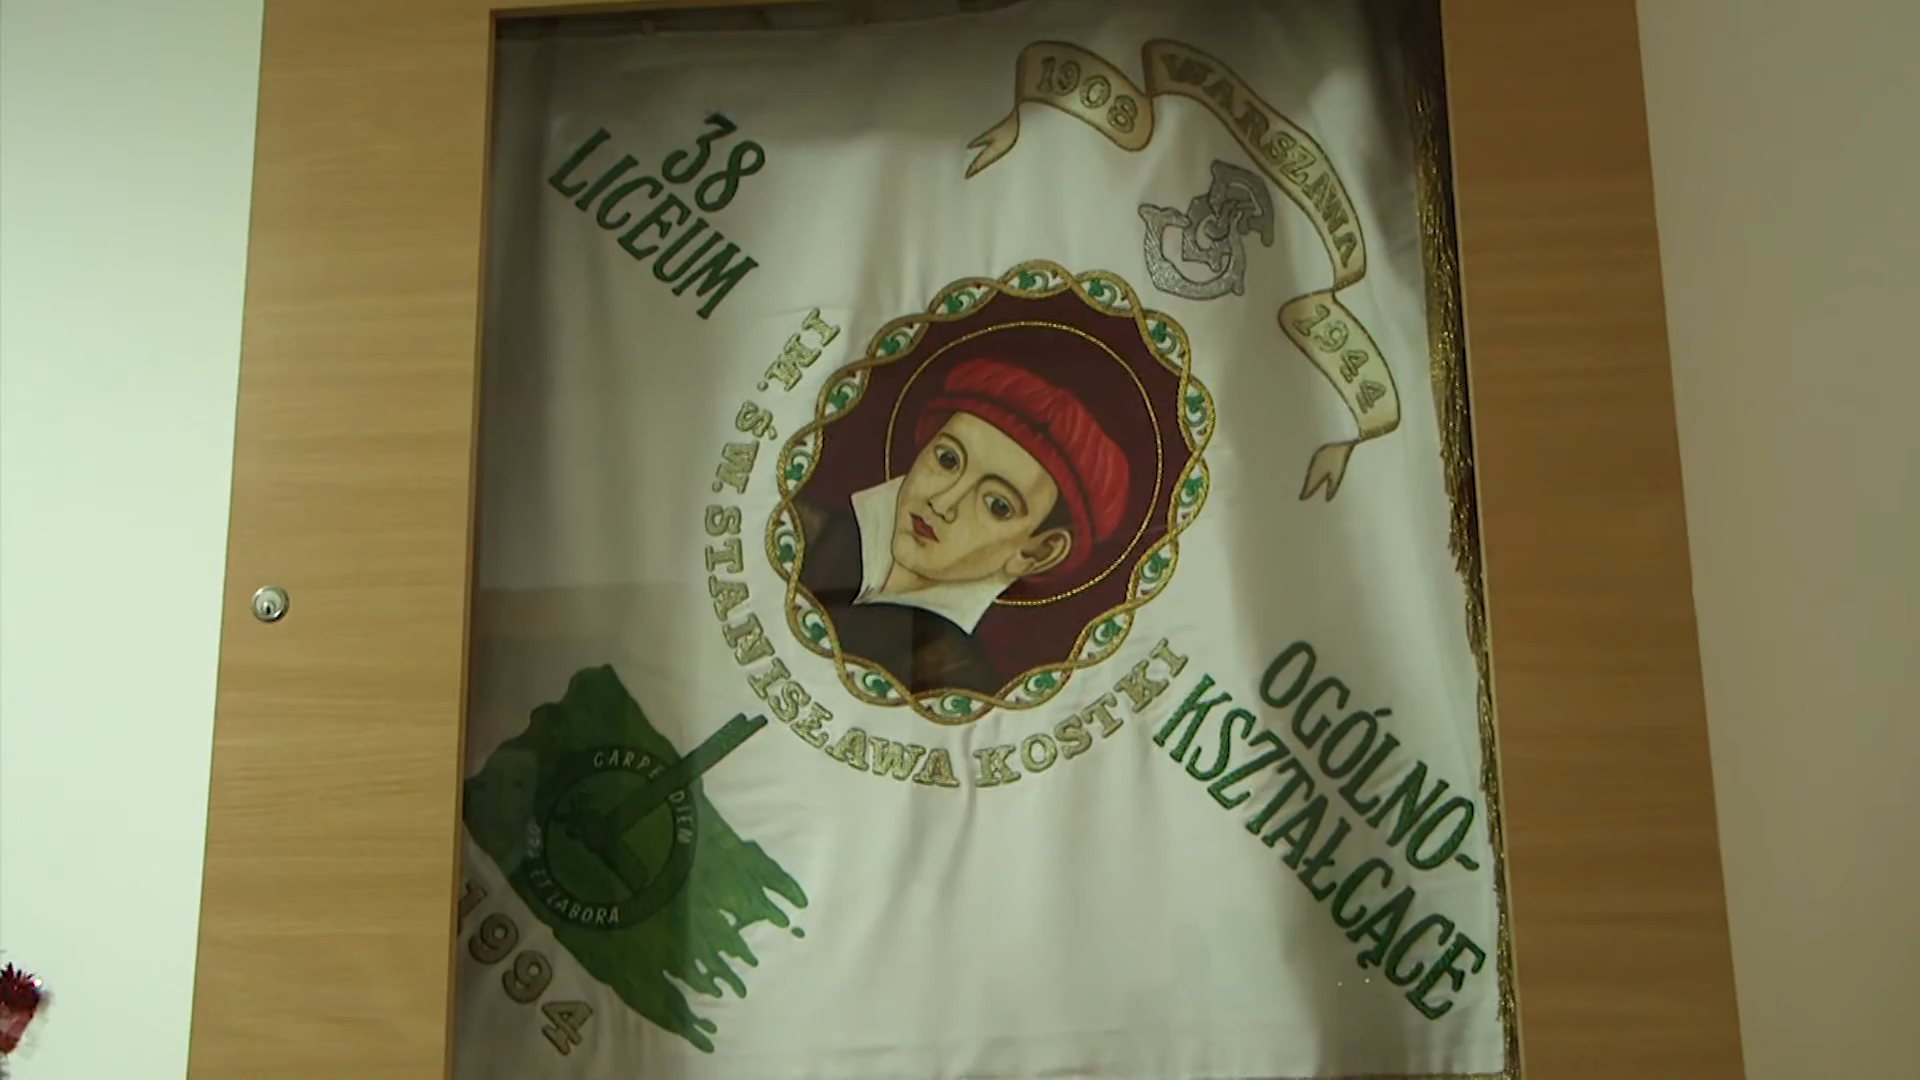 1908
WARSZAWA
1944
38
LICEUM
IM. ŚW. STANISŁAWA KOSTKI
OGÓLNO-
KSZTAŁCĄCE
CARPE DIEM
ET LABORA
1994